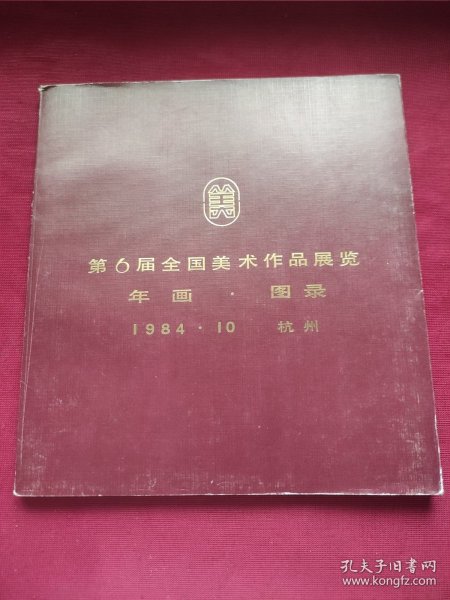 美
第6届全国美术作品展览
年画·图录
1984·10 杭州
孔夫子旧书网
www.kongfz.com